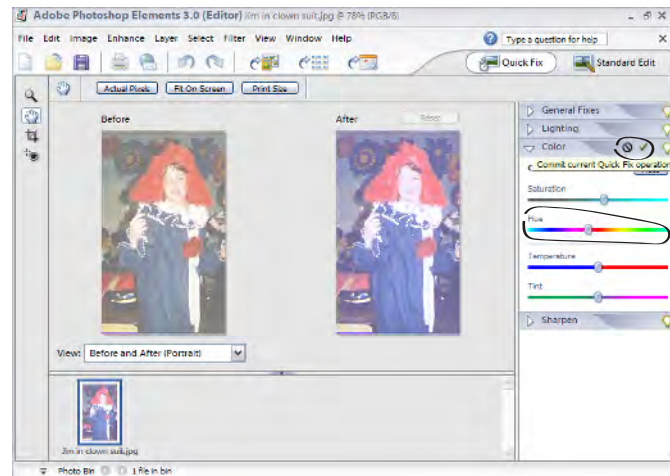 Adobe Photoshop Elements 3.0 (Editor) Jim in clown suit.jpg @ 78% (RGB/8)
File Edit Image Enhance Layer Select Filter View Window Help Type a question for help
Quick Fix Standard Edit
Actual Pixels Fit On Screen Print Size
Before After Reset
General Fixes
Lighting
Color
Commit current Quick Fix operation
Saturation
Hue
Temperature
Tint
Sharpen
View: Before and After (Portrait)
Jim in clown suit.jpg
Photo Bin 1 file in bin